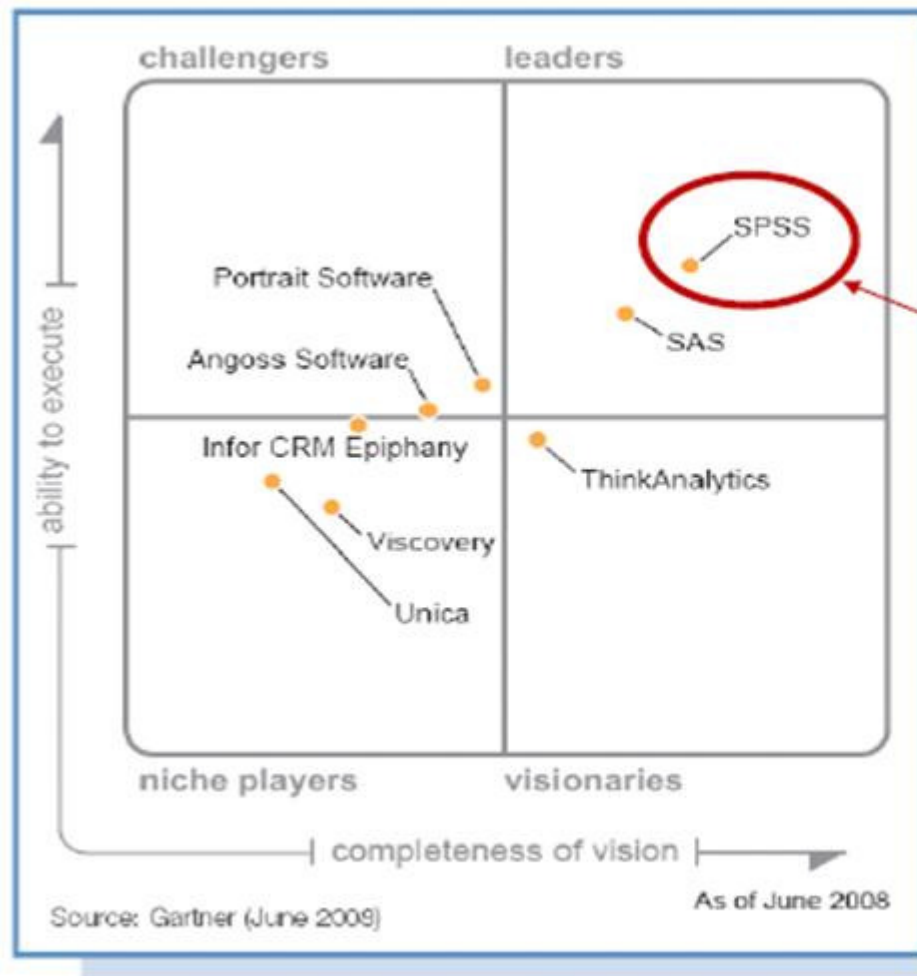 challengers
leaders
SPSS
Portrait Software
SAS
Angoss Software
Infor CRM Epiphany
ThinkAnalytics
Viscovery
Unica
ability to execute
niche players
visionaries
completeness of vision
As of June 2008
Source: Gartner (June 2008)